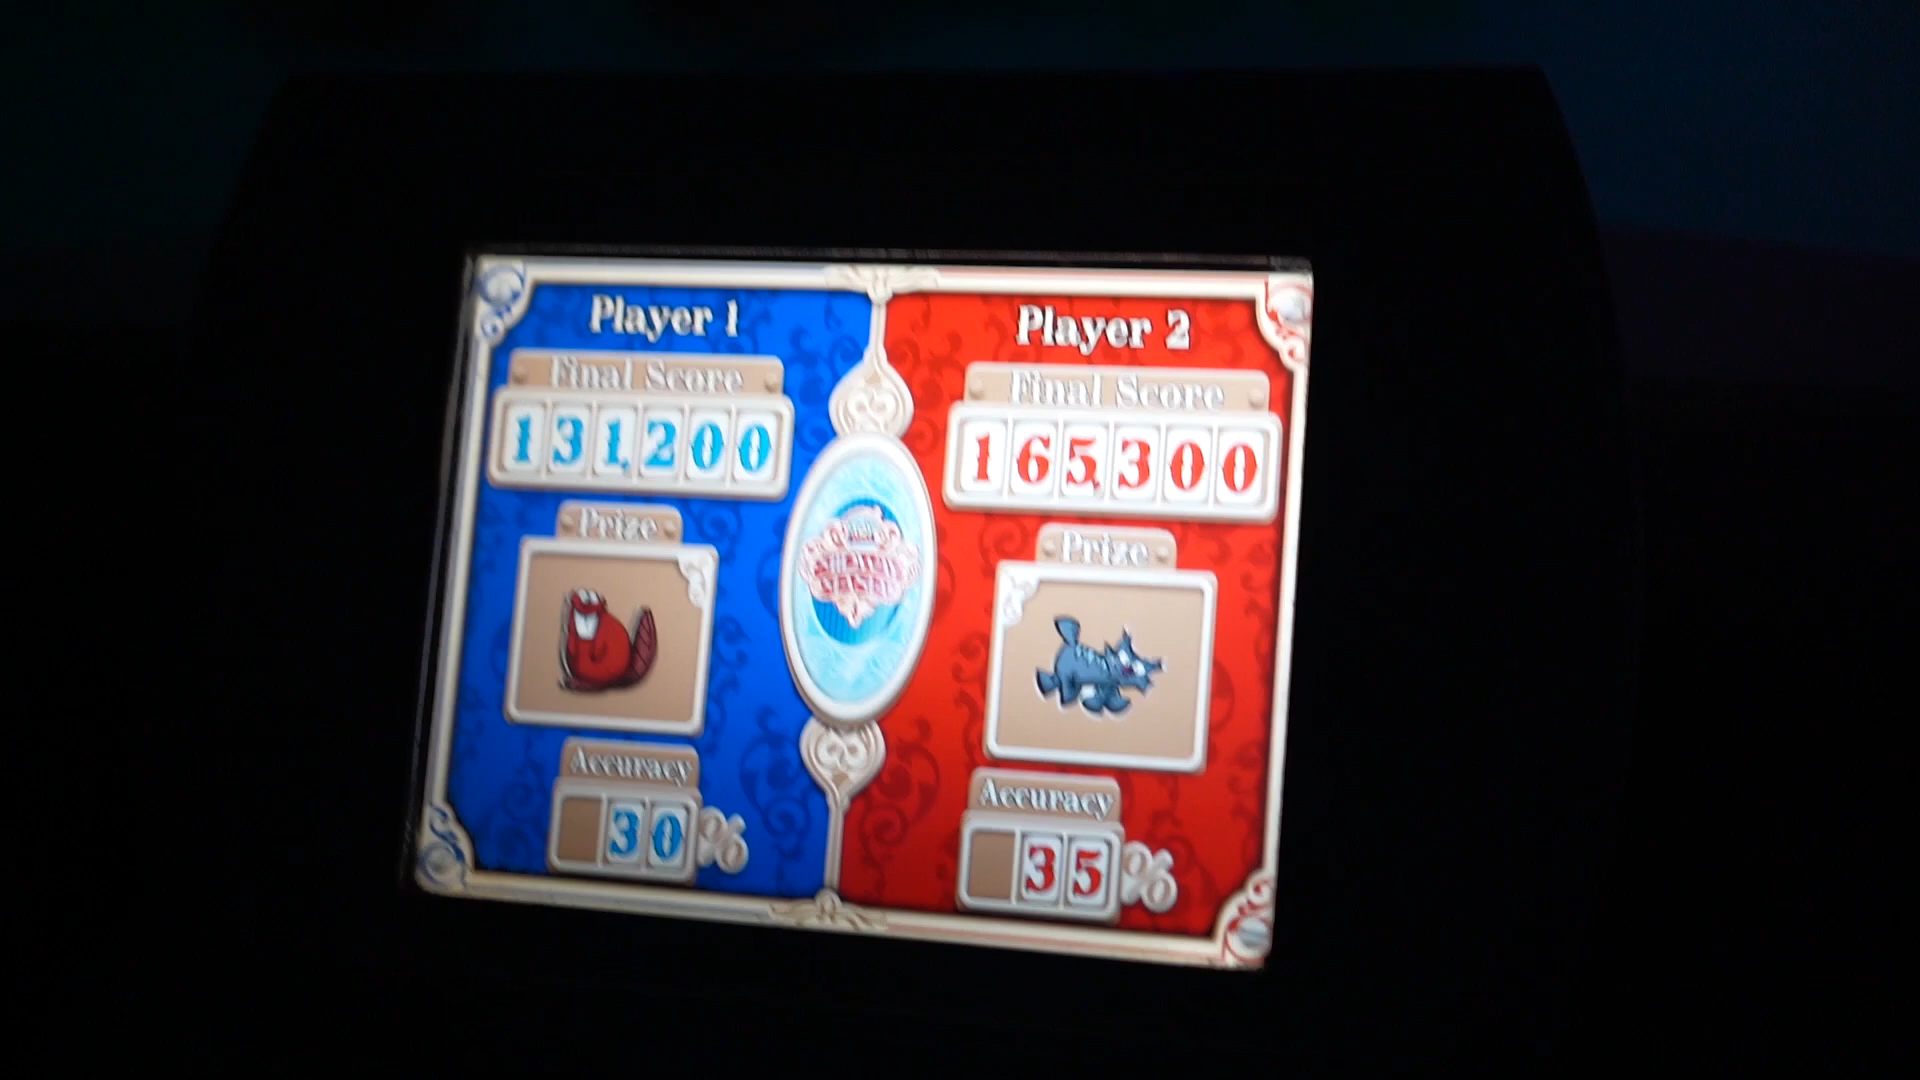 Player 1
Final Score
131,200
Prize
Accuracy
30%
Player 2
Final Score
165,300
Prize
Accuracy
35%